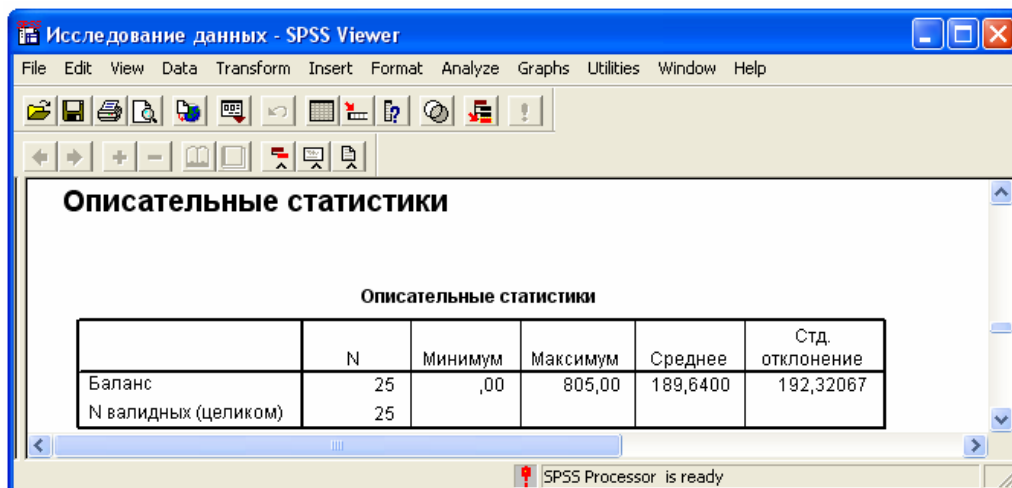 Исследование данных - SPSS Viewer
File Edit View Data Transform Insert Format Analyze Graphs Utilities Window Help
Описательные статистики
Описательные статистики
N Минимум Максимум Среднее Стд. отклонение
Баланс 25 ,00 805,00 189,6400 192,32067
N валидных (целиком) 25
SPSS Processor is ready